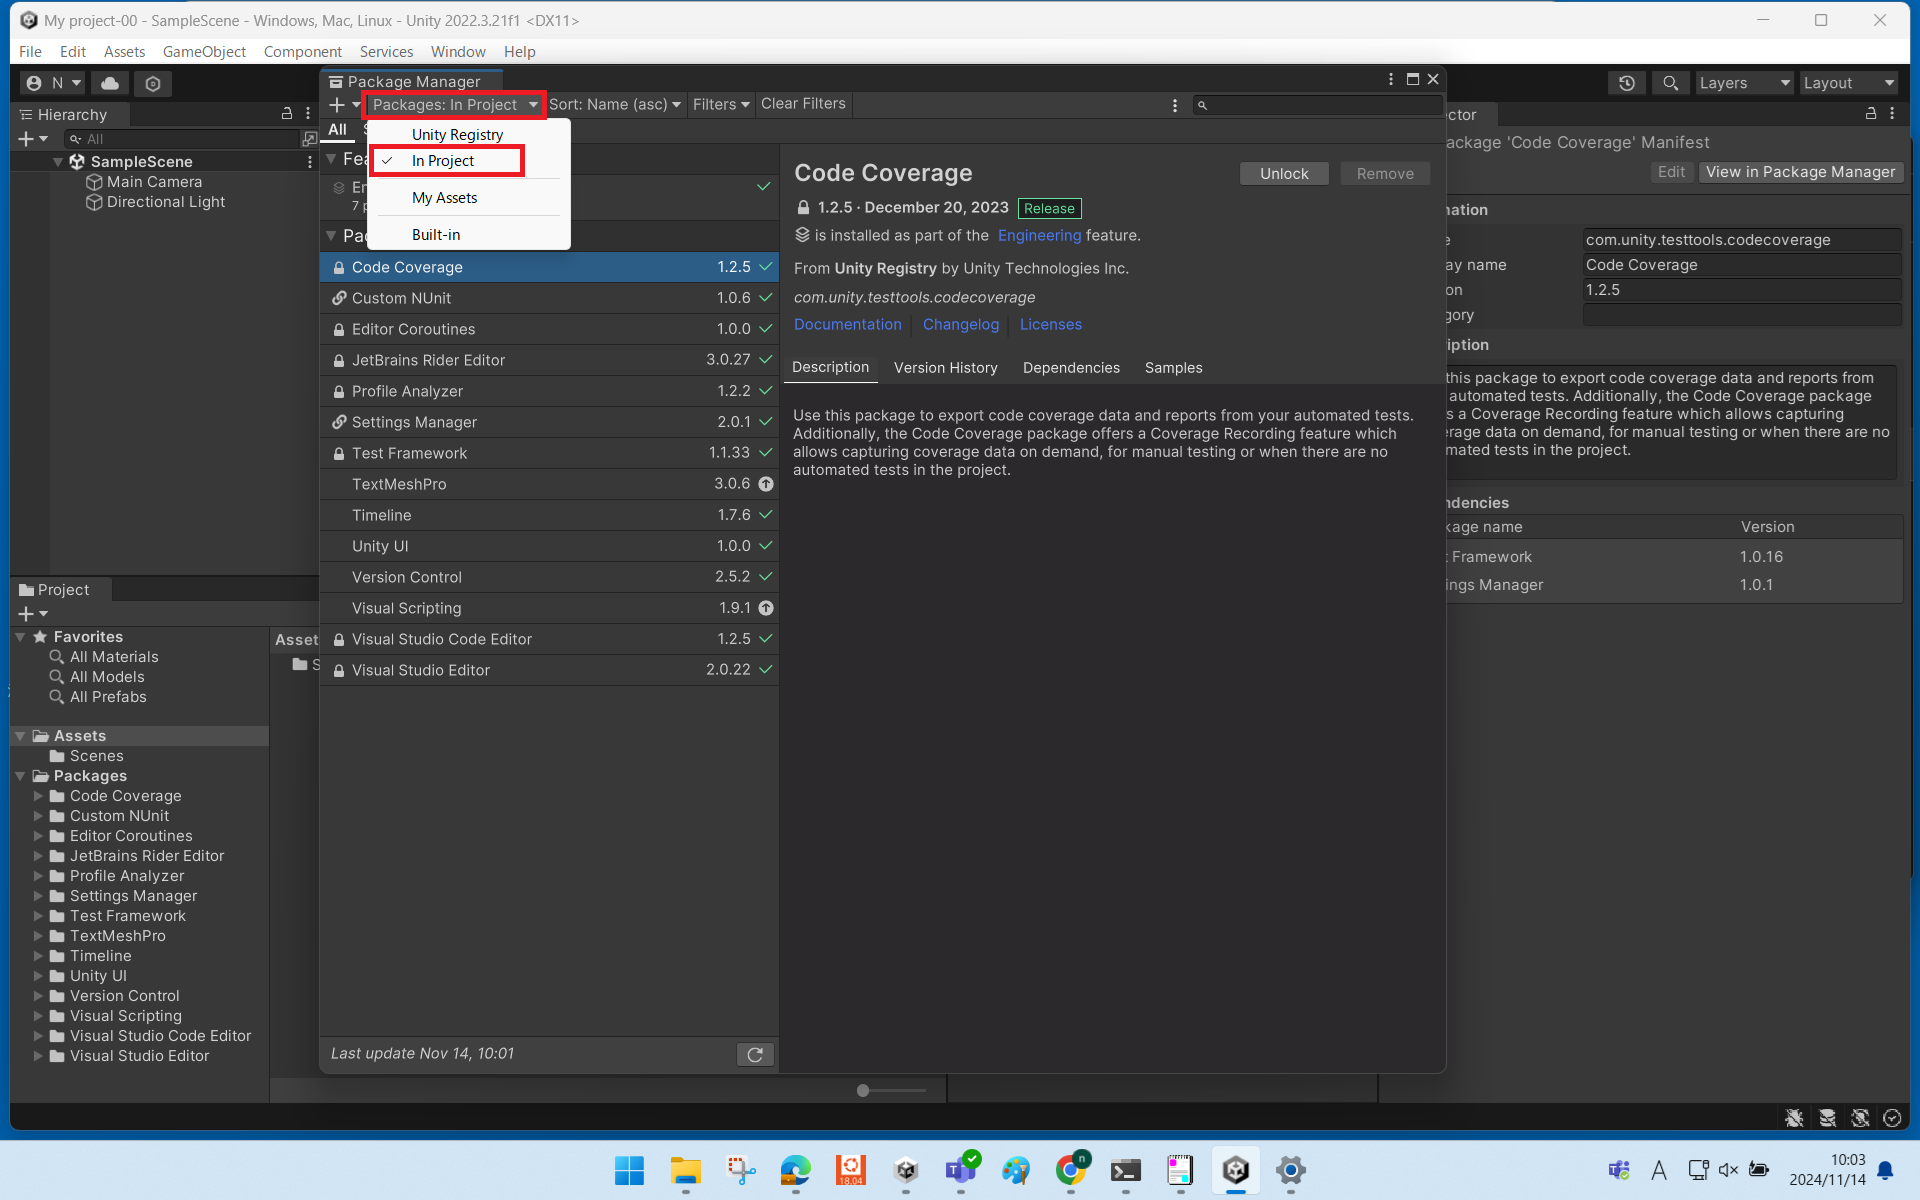 My project-00 - SampleScene - Windows, Mac, Linux - Unity 2022.3.21f1 <DX11>
File Edit Assets GameObject Component Services Window Help
N
Layers
Layout
Hierarchy
All
SampleScene
Main Camera
Directional Light
Package Manager
Packages: In Project
Sort: Name (asc)
Filters
Clear Filters
All
Unity Registry
In Project
My Assets
Built-in
Fea
En
7 p
Pac
Code Coverage 1.2.5
Custom NUnit 1.0.6
Editor Coroutines 1.0.0
JetBrains Rider Editor 3.0.27
Profile Analyzer 1.2.2
Settings Manager 2.0.1
Test Framework 1.1.33
TextMeshPro 3.0.6
Timeline 1.7.6
Unity UI 1.0.0
Version Control 2.5.2
Visual Scripting 1.9.1
Visual Studio Code Editor 1.2.5
Visual Studio Editor 2.0.22
Last update Nov 14, 10:01
Code Coverage
Unlock
Remove
1.2.5 · December 20, 2023 Release
is installed as part of the Engineering feature.
From Unity Registry by Unity Technologies Inc.
com.unity.testtools.codecoverage
Documentation Changelog Licenses
Description Version History Dependencies Samples
Use this package to export code coverage data and reports from your automated tests.
Additionally, the Code Coverage package offers a Coverage Recording feature which
allows capturing coverage data on demand, for manual testing or when there are no
automated tests in the project.
ctor
ackage 'Code Coverage' Manifest
Edit
View in Package Manager
nation
e com.unity.testtools.codecoverage
ay name Code Coverage
on 1.2.5
gory
iption
this package to export code coverage data and reports from
automated tests. Additionally, the Code Coverage package
s a Coverage Recording feature which allows capturing
rage data on demand, for manual testing or when there are no
mated tests in the project.
ndencies
kage name Version
t Framework 1.0.16
ings Manager 1.0.1
Project
Favorites
All Materials
All Models
All Prefabs
Assets
Scenes
Packages
Code Coverage
Custom NUnit
Editor Coroutines
JetBrains Rider Editor
Profile Analyzer
Settings Manager
Test Framework
TextMeshPro
Timeline
Unity UI
Version Control
Visual Scripting
Visual Studio Code Editor
Visual Studio Editor
Asset
S
18.04
n
A
10:03
2024/11/14